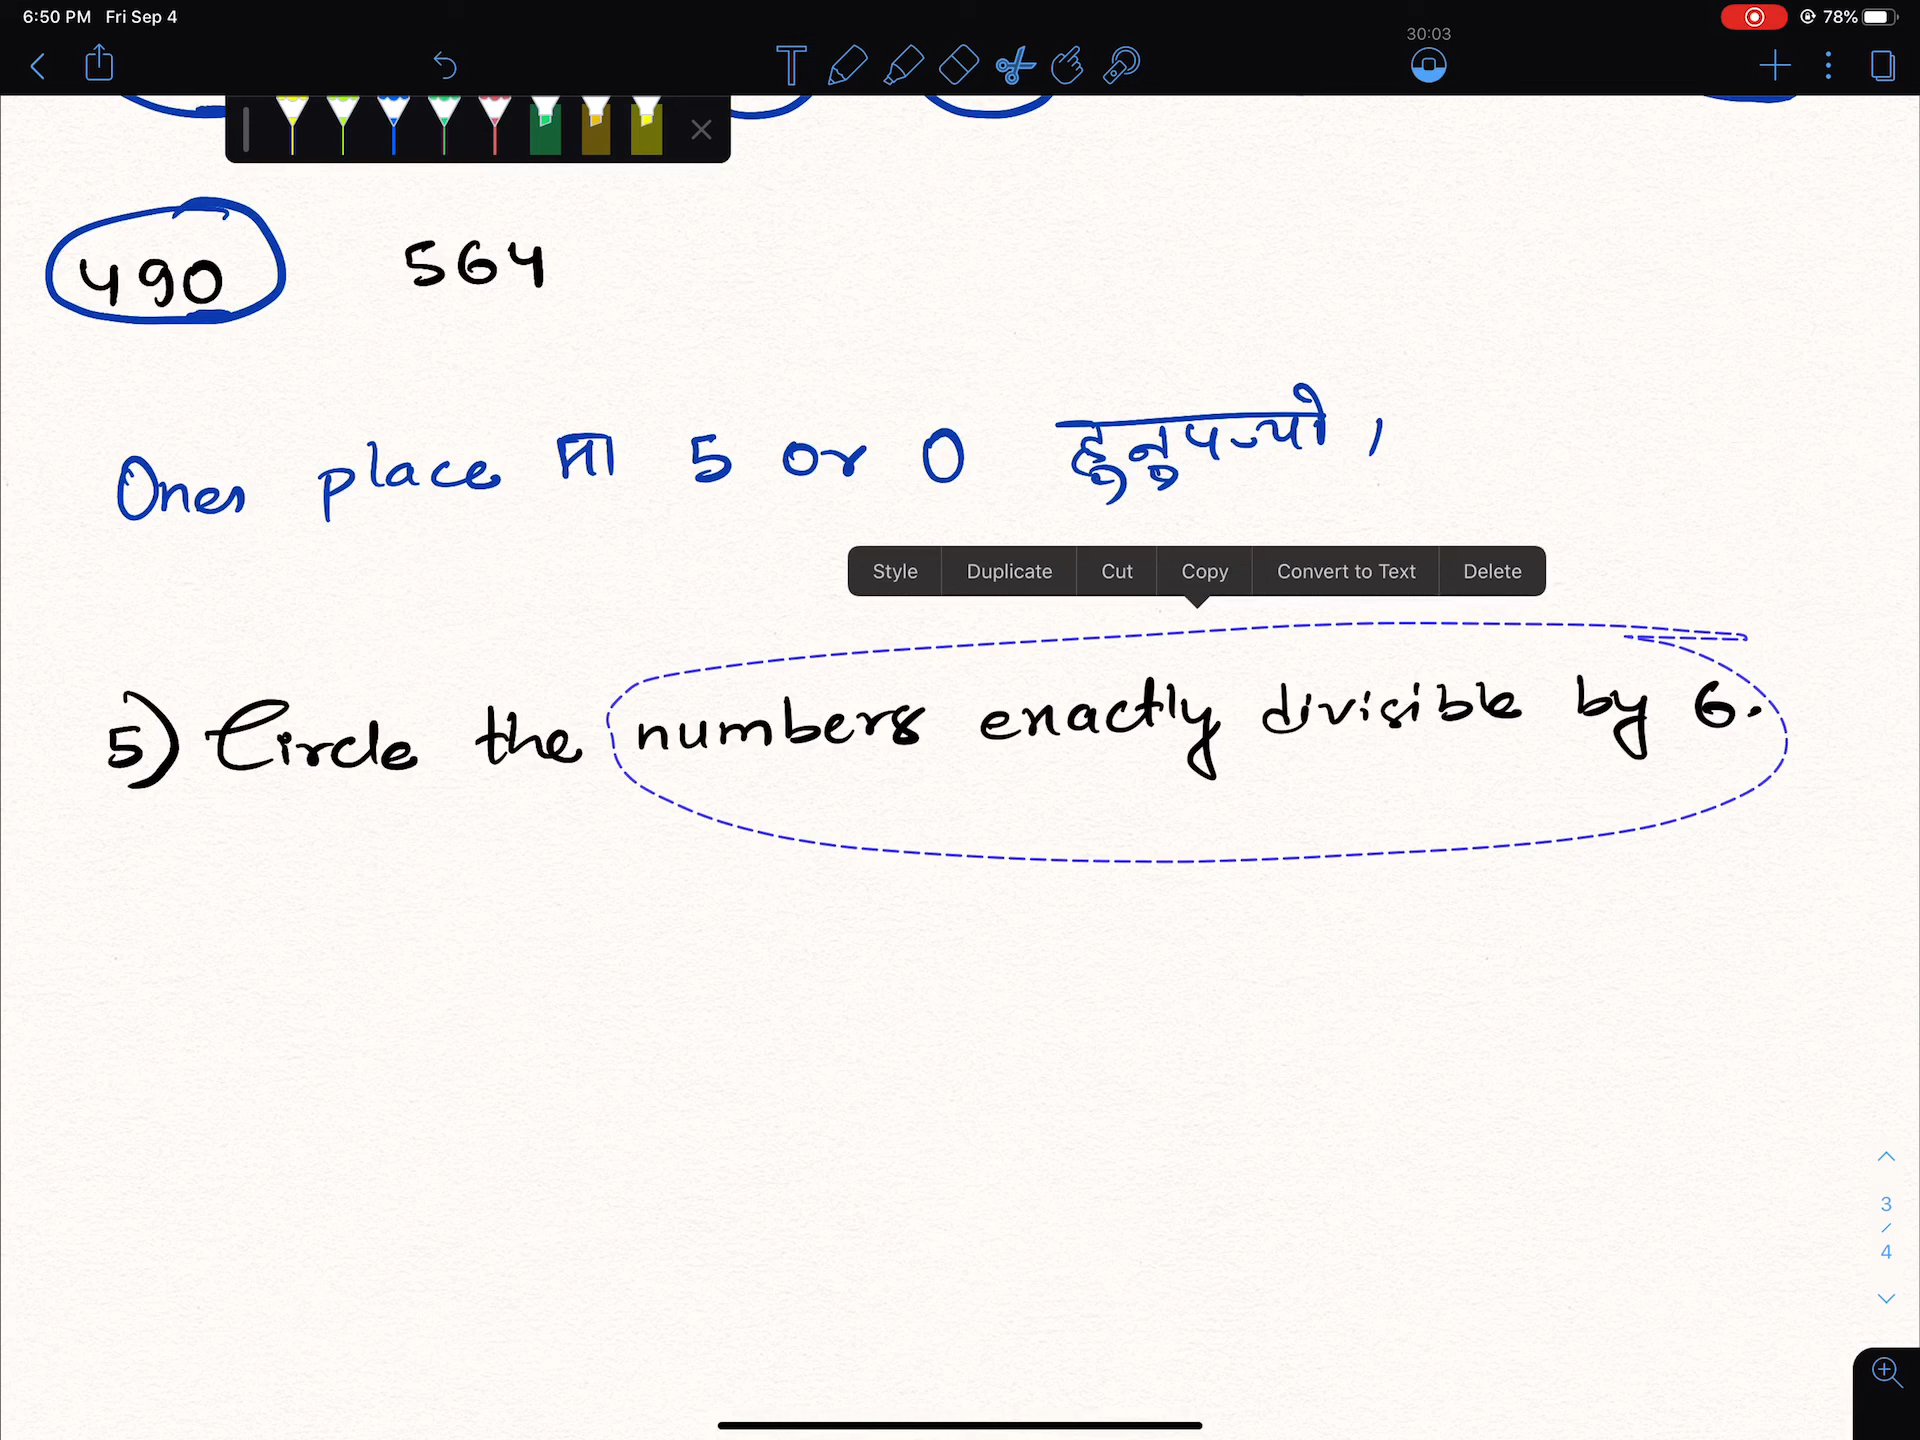 6:50 PM Fri Sep 4
78%
30:03
490 564
Ones place मा 5 or 0 हुनुपर्‍यो ,
Style Duplicate Cut Copy Convert to Text Delete
5) Circle the numbers exactly divisible by 6.
3
/
4